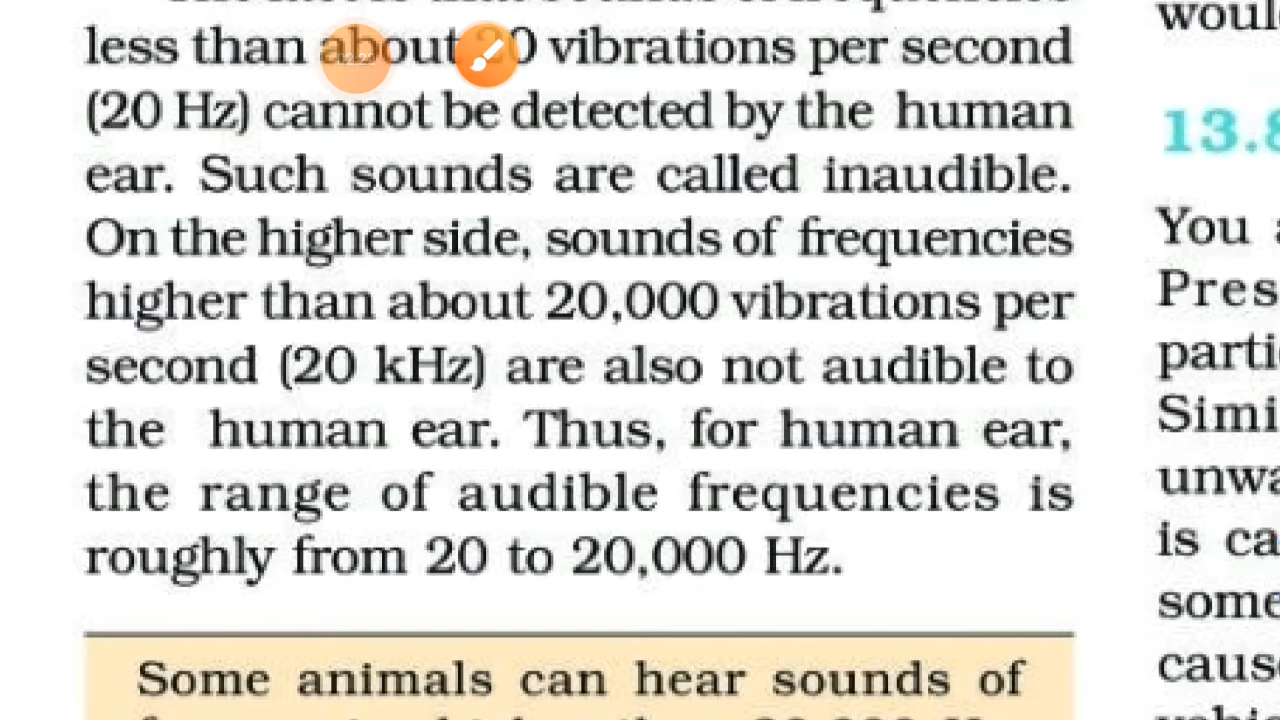 less than about 20 vibrations per second
(20 Hz) cannot be detected by the human
ear. Such sounds are called inaudible.
On the higher side, sounds of frequencies
higher than about 20,000 vibrations per
second (20 kHz) are also not audible to
the human ear. Thus, for human ear,
the range of audible frequencies is
roughly from 20 to 20,000 Hz.
Some animals can hear sounds of
13.8
You
is